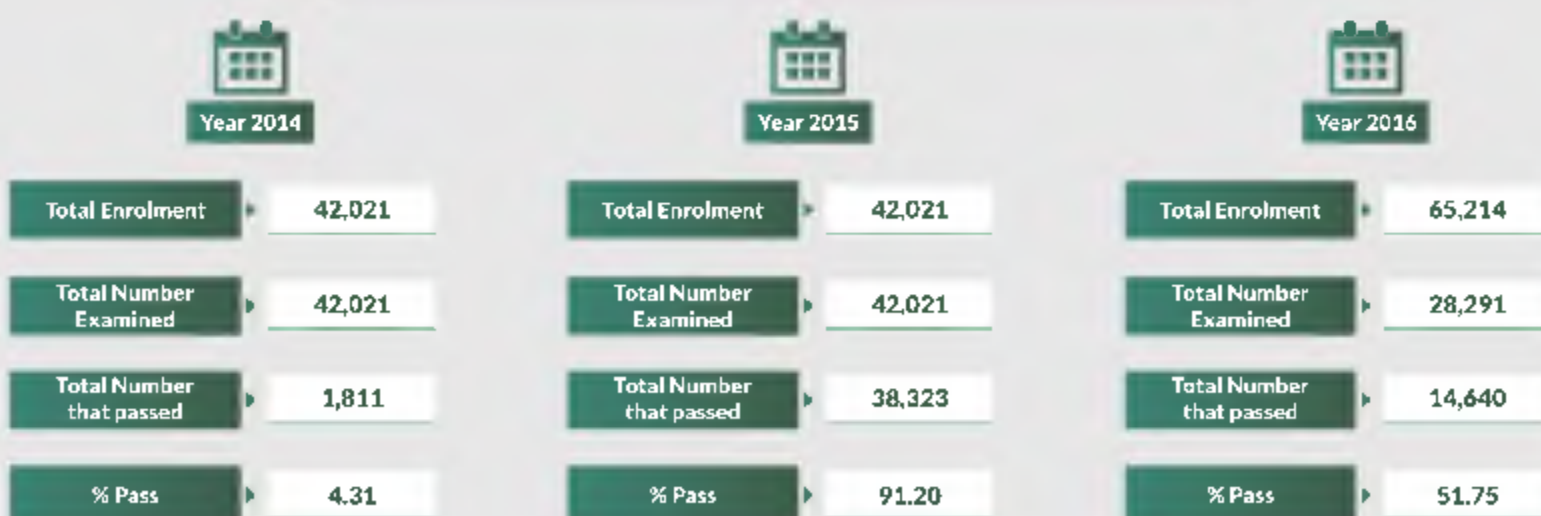 Year 2014
Year 2015
Year 2016
Total Enrolment 42,021
Total Enrolment 42,021
Total Enrolment 65,214
Total Number
Examined
42,021
Total Number
Examined
42,021
Total Number
Examined
28,291
Total Number
that passed
1,811
Total Number
that passed
38,323
Total Number
that passed
14,640
% Pass 4.31
% Pass 91.20
% Pass 51.75